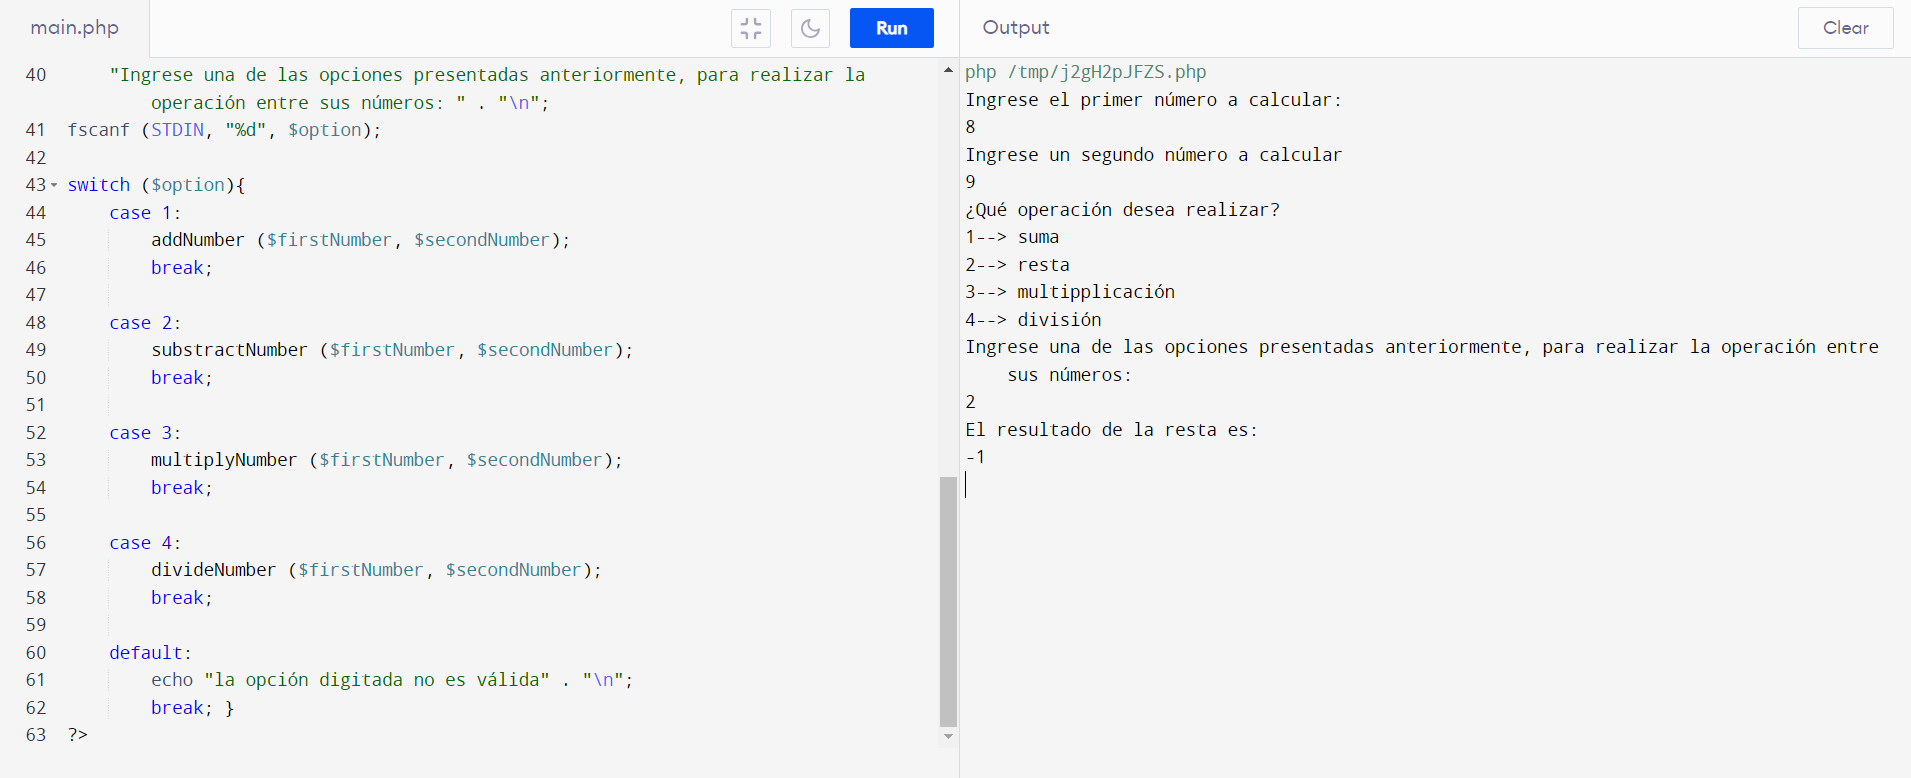 main.php
Run
Output
Clear
40     "Ingrese una de las opciones presentadas anteriormente, para realizar la
        operación entre sus números: " . "\n";
41 fscanf (STDIN, "%d", $option);
42
43 switch ($option){
44     case 1:
45         addNumber ($firstNumber, $secondNumber);
46         break;
47
48     case 2:
49         substractNumber ($firstNumber, $secondNumber);
50         break;
51
52     case 3:
53         multiplyNumber ($firstNumber, $secondNumber);
54         break;
55
56     case 4:
57         divideNumber ($firstNumber, $secondNumber);
58         break;
59
60     default:
61         echo "la opción digitada no es válida" . "\n";
62         break; }
63 ?>
php /tmp/j2gH2pJFZS.php
Ingrese el primer número a calcular:
8
Ingrese un segundo número a calcular
9
¿Qué operación desea realizar?
1--> suma
2--> resta
3--> multipplicación
4--> división
Ingrese una de las opciones presentadas anteriormente, para realizar la operación entre
    sus números:
2
El resultado de la resta es:
-1